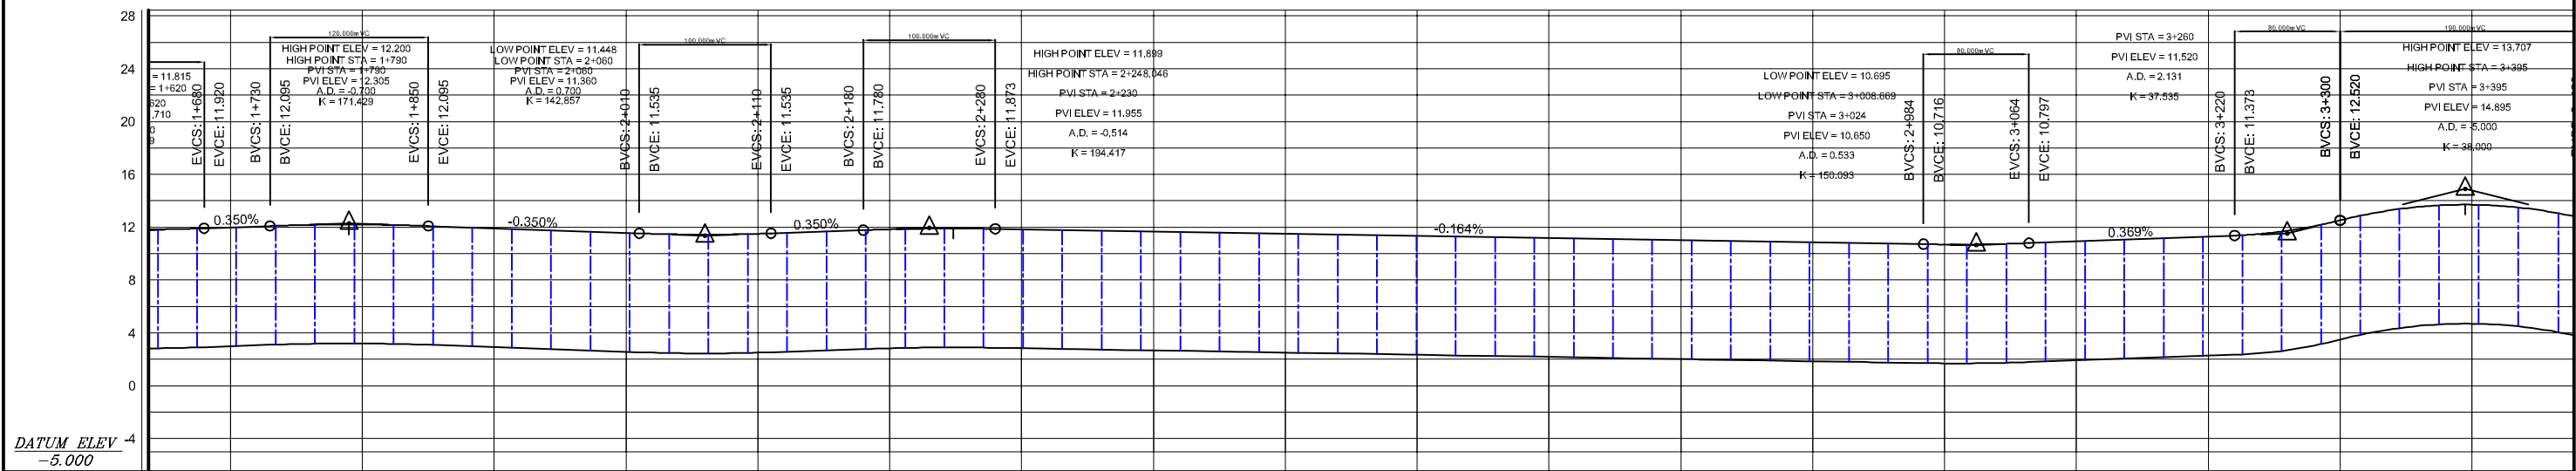 28
24
20
16
12
8
4
0
-4
DATUM ELEV
-5.000
= 11.815
= 1+620
620
.710
0
9
EVCS: 1+680
EVCE: 11.920
BVCS: 1+730
BVCE: 12.095
120.000m VC
HIGH POINT ELEV = 12.200
HIGH POINT STA = 1+790
PVI STA = 1+790
PVI ELEV = 12.305
A.D. = -0.700
K = 171.429
EVCS: 1+850
EVCE: 12.095
LOW POINT ELEV = 11.448
LOW POINT STA = 2+060
PVI STA = 2+060
PVI ELEV = 11.360
A.D. = 0.700
K = 142.857
BVCS: 2+010
BVCE: 11.535
100.000m VC
EVCS: 2+110
EVCE: 11.535
BVCS: 2+180
BVCE: 11.780
100.000m VC
EVCS: 2+280
EVCE: 11.873
HIGH POINT ELEV = 11.899
HIGH POINT STA = 2+248.046
PVI STA = 2+230
PVI ELEV = 11.955
A.D. = -0.514
K = 194.417
LOW POINT ELEV = 10.695
LOW POINT STA = 3+008.669
PVI STA = 3+024
PVI ELEV = 10.650
A.D. = 0.533
K = 150.093
BVCS: 2+984
BVCE: 10.716
80.000m VC
EVCS: 3+064
EVCE: 10.797
PVI STA = 3+260
PVI ELEV = 11.520
A.D. = 2.131
K = 37.535
BVCS: 3+220
BVCE: 11.373
80.000m VC
BVCS: 3+300
BVCE: 12.520
190.000m VC
HIGH POINT ELEV = 13.707
HIGH POINT STA = 3+395
PVI STA = 3+395
PVI ELEV = 14.895
A.D. = -5.000
K = 38.000
0.350%
-0.350%
0.350%
-0.164%
0.369%